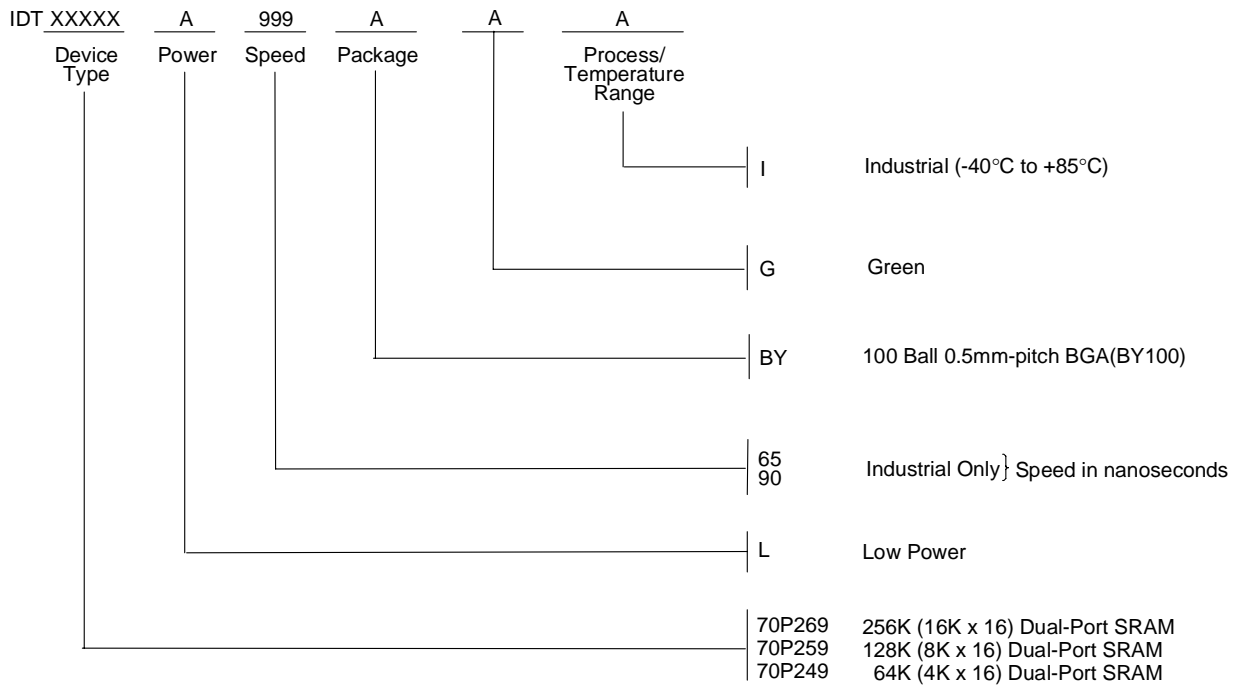 IDT XXXXX A 999 A A A
Device Type Power Speed Package Process/ Temperature Range
I Industrial (-40°C to +85°C)
G Green
BY 100 Ball 0.5mm-pitch BGA(BY100)
65
90
Industrial Only} Speed in nanoseconds
L Low Power
70P269 256K (16K x 16) Dual-Port SRAM
70P259 128K (8K x 16) Dual-Port SRAM
70P249 64K (4K x 16) Dual-Port SRAM